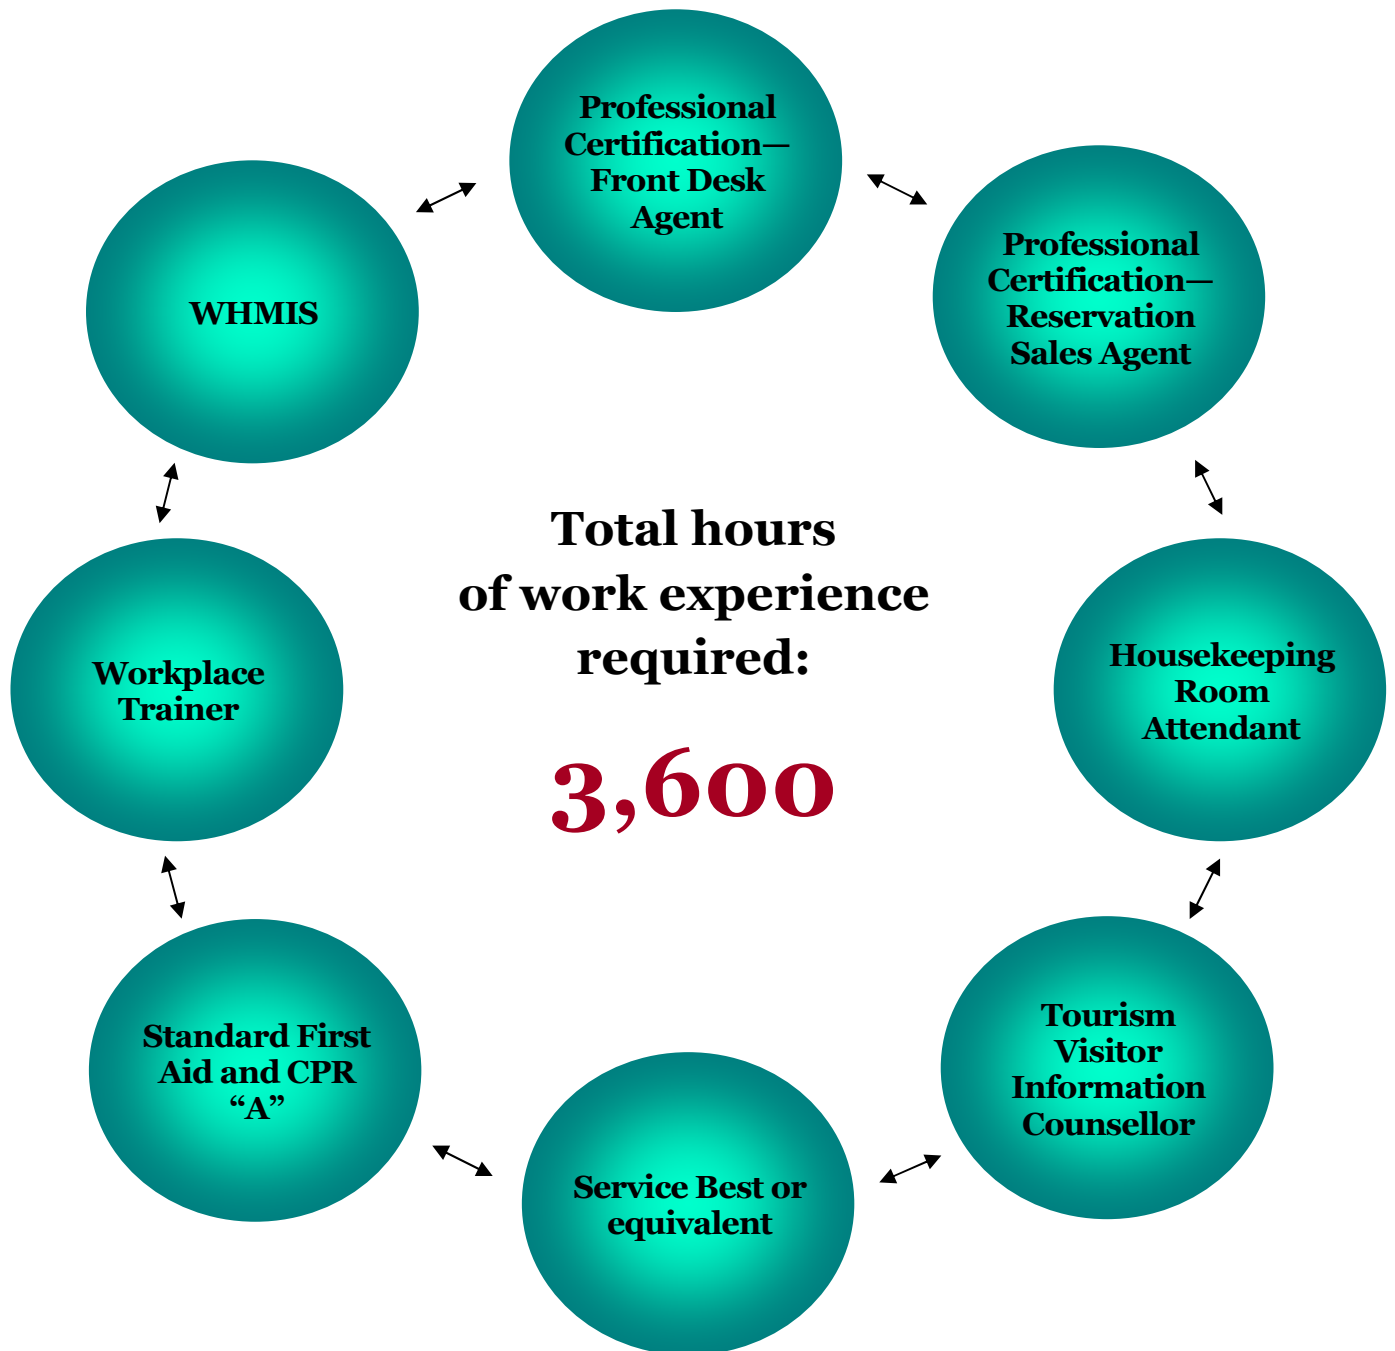 Professional
Certification—
Front Desk
Agent
Professional
Certification—
Reservation
Sales Agent
WHMIS
Total hours
of work experience
required:
3,600
Housekeeping
Room
Attendant
Workplace
Trainer
Tourism
Visitor
Information
Counsellor
Standard First
Aid and CPR
“A”
Service Best or
equivalent